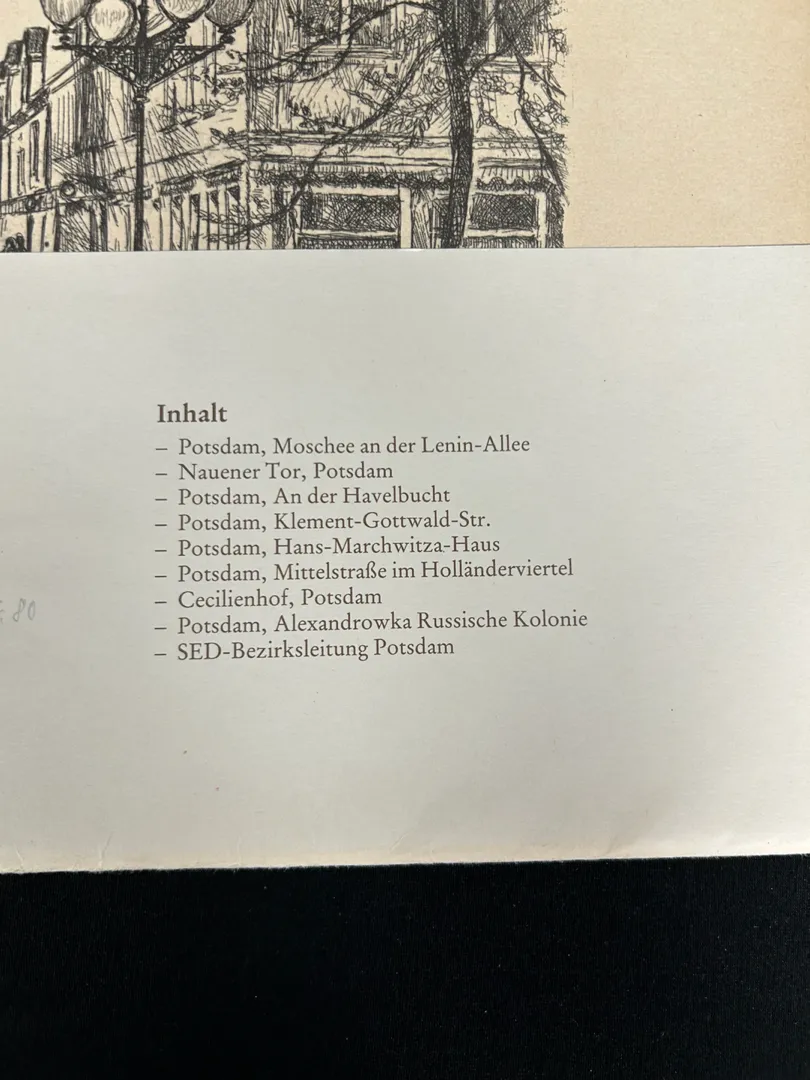 Inhalt
– Potsdam, Moschee an der Lenin-Allee
– Nauener Tor, Potsdam
– Potsdam, An der Havelbucht
– Potsdam, Klement-Gottwald-Str.
– Potsdam, Hans-Marchwitza-Haus
– Potsdam, Mittelstraße im Holländerviertel
– Cecilienhof, Potsdam
– Potsdam, Alexandrowka Russische Kolonie
– SED-Bezirksleitung Potsdam
80